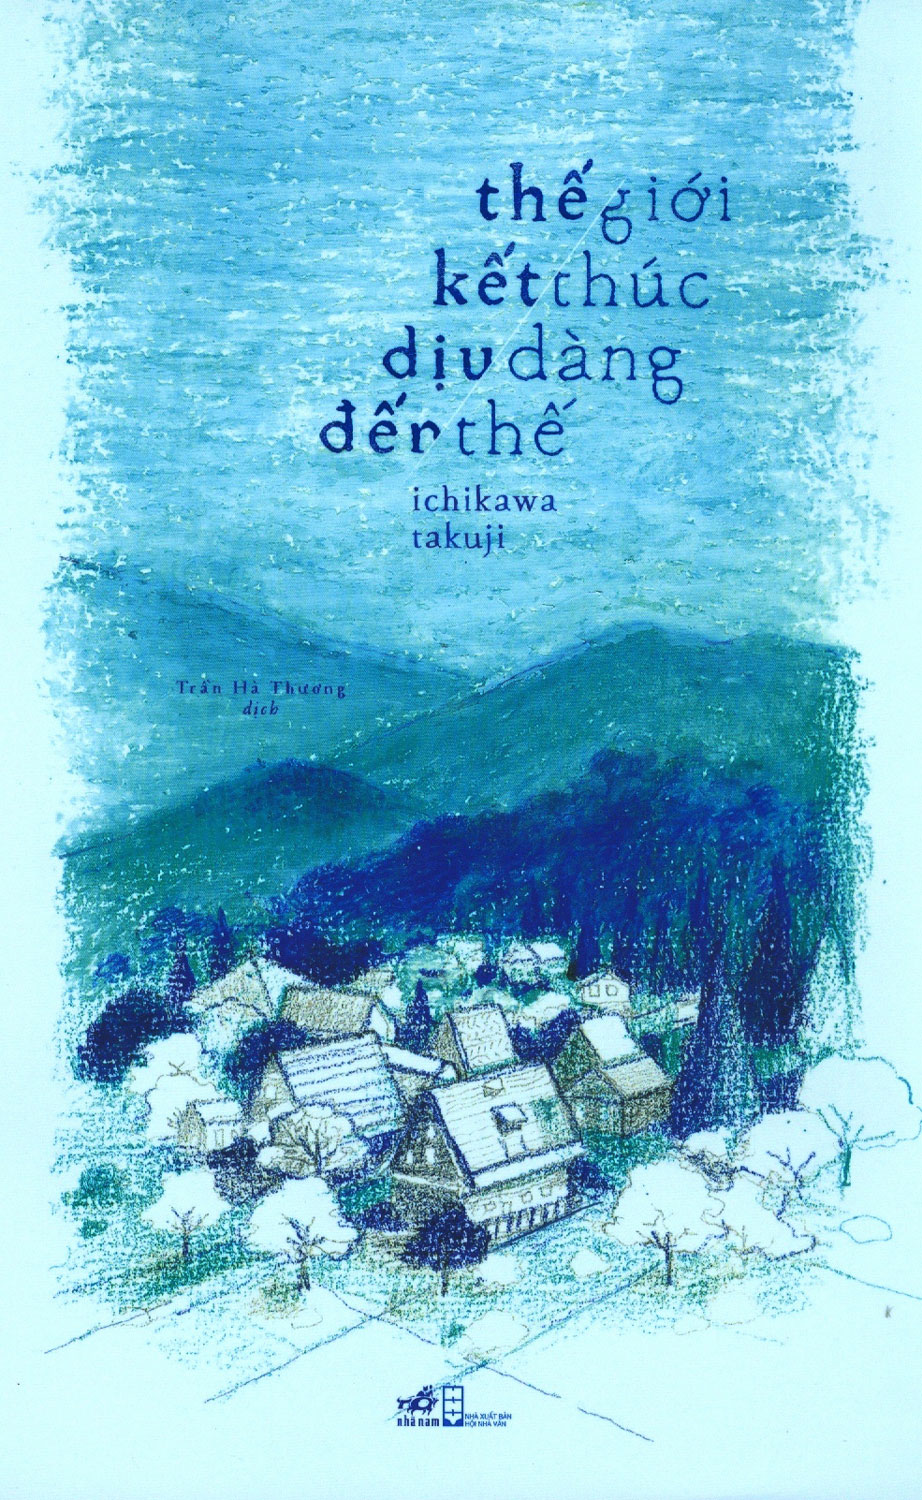 thế giới
kết thúc
dịu dàng
đến thế
ichikawa
takuji
Trần Hà Thương
dịch
nhã nam
NHÀ XUẤT BẢN
HỘI NHÀ VĂN